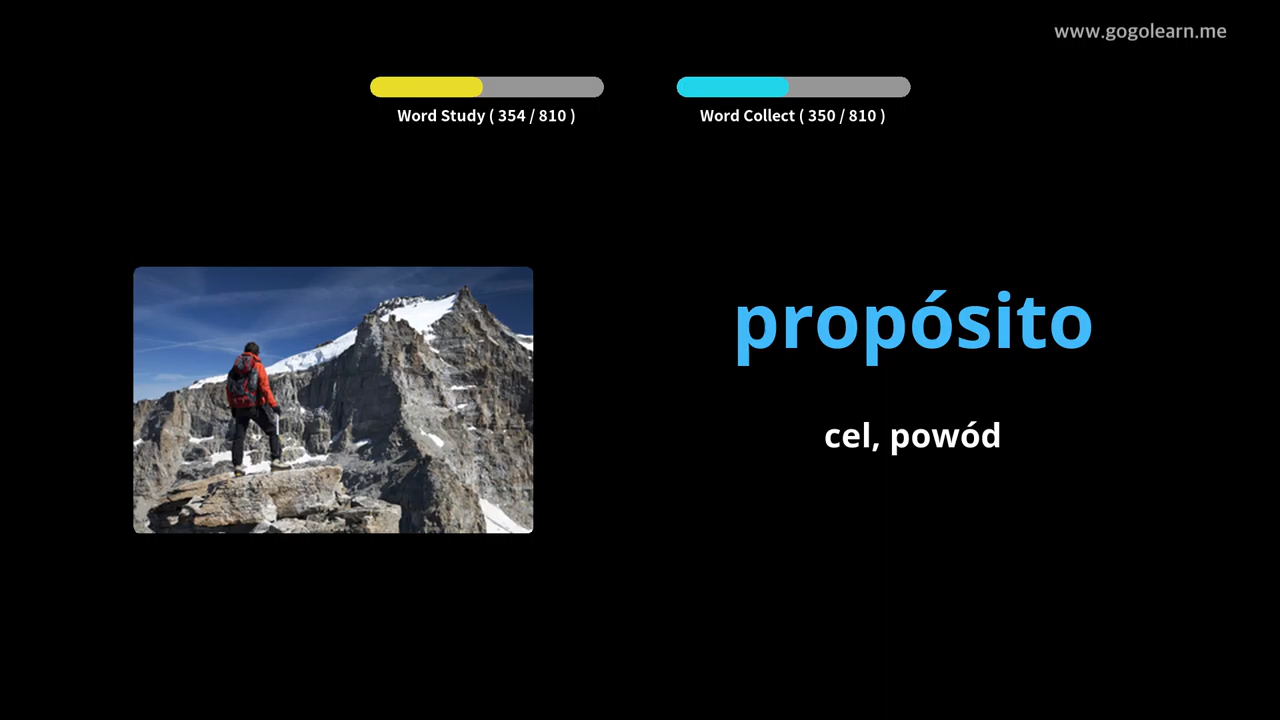 www.gogolearn.me
Word Study ( 354 / 810 )
Word Collect ( 350 / 810 )
propósito
cel, powód